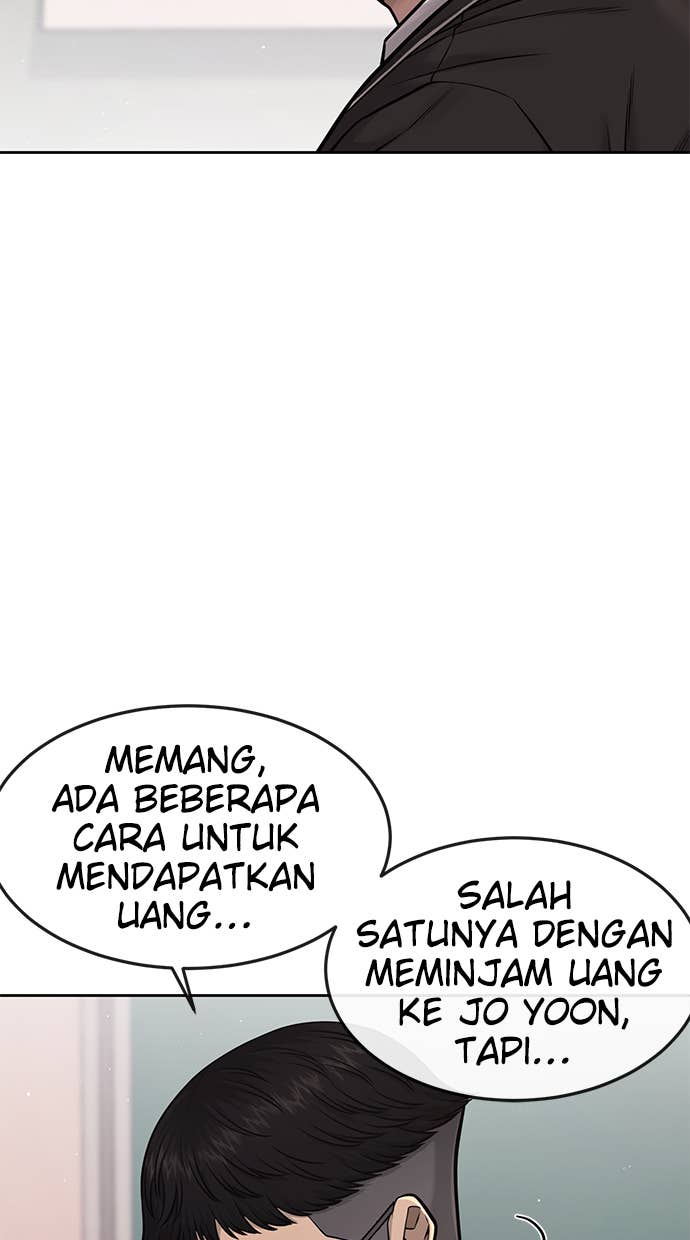 MEMANG,
ADA BEBERAPA
CARA UNTUK
MENDAPATKAN
UANG...
SALAH
SATUNYA DENGAN
MEMINJAM UANG
KE JO YOON,
TAPI...